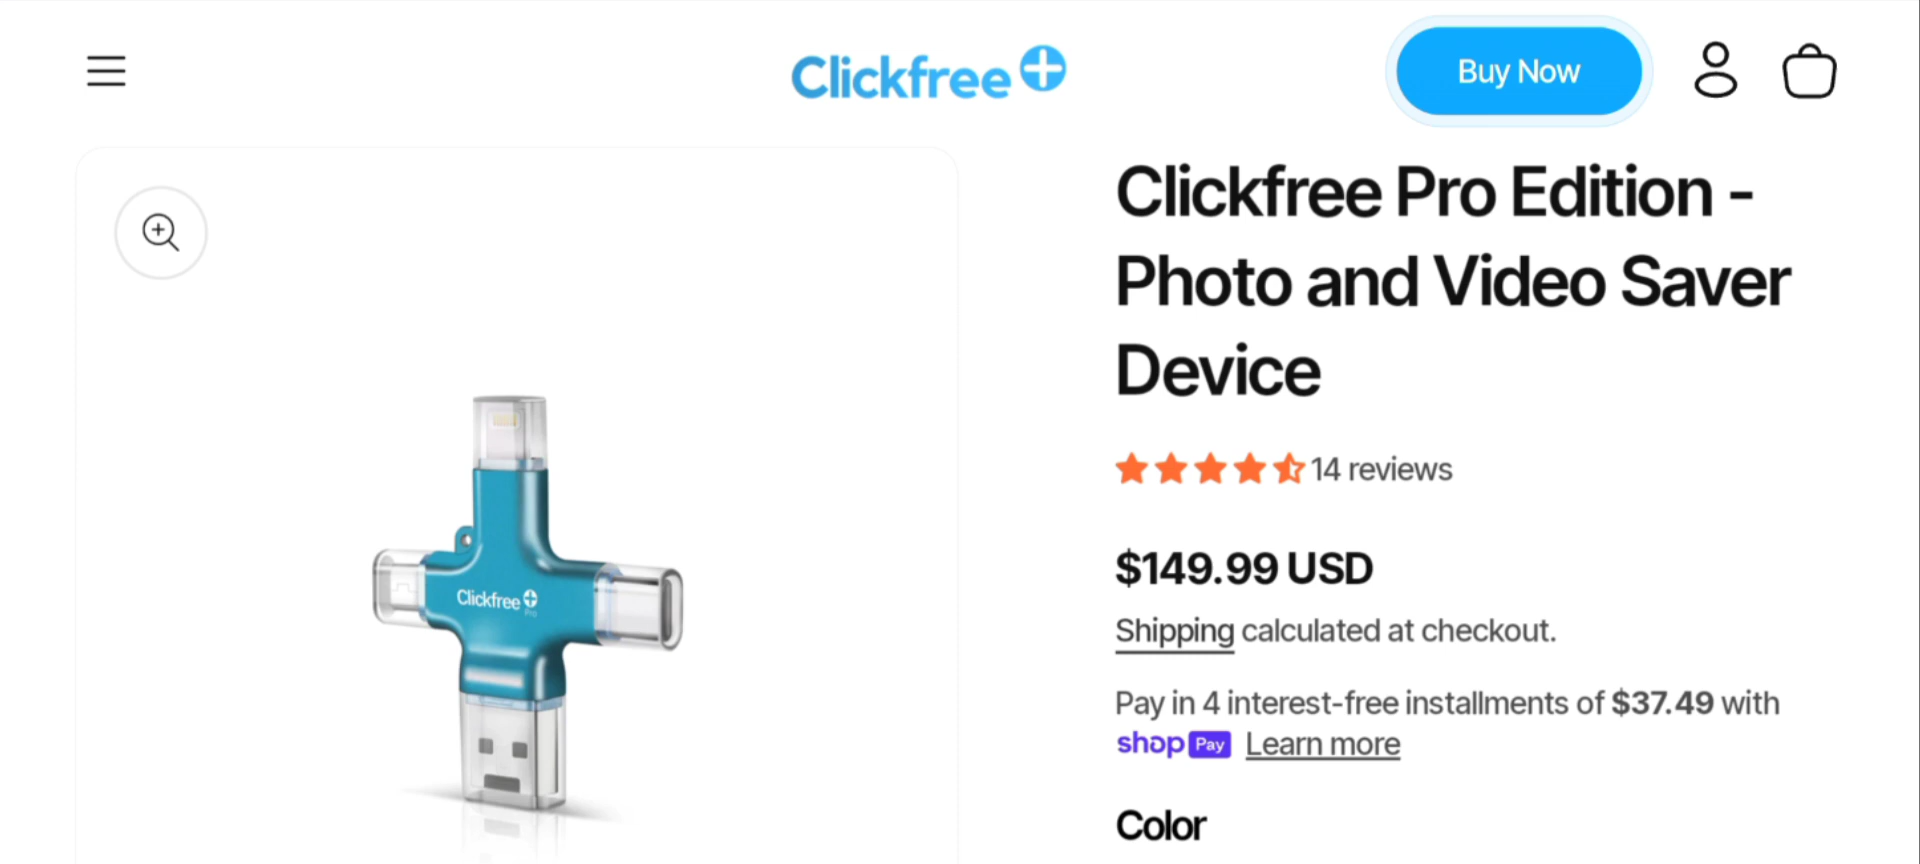 Clickfree
Buy Now
Clickfree Pro Edition -
Photo and Video Saver
Device
14 reviews
$149.99 USD
Shipping calculated at checkout.
Pay in 4 interest-free installments of $37.49 with
shop Pay Learn more
Color
Clickfree
Pro